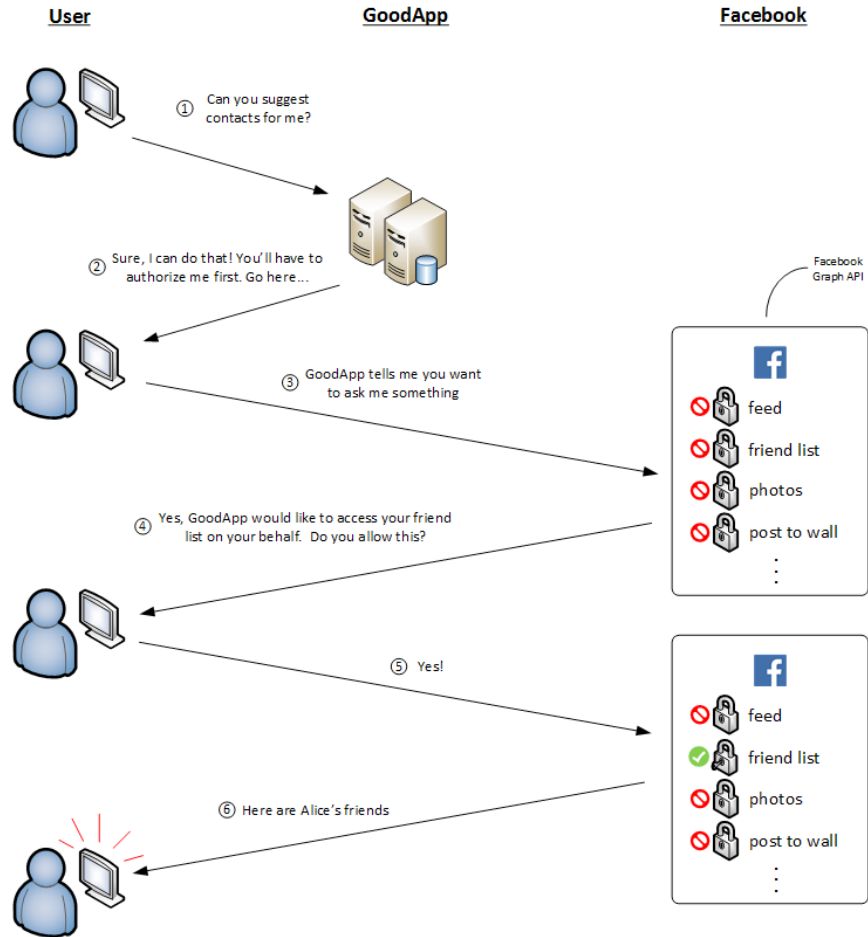 User
GoodApp
Facebook
① Can you suggest
contacts for me?
② Sure, I can do that! You'll have to
authorize me first. Go here...
Facebook
Graph API
③ GoodApp tells me you want
to ask me something
f
feed
friend list
photos
post to wall
④ Yes, GoodApp would like to access your friend
list on your behalf. Do you allow this?
⑤ Yes!
f
feed
friend list
photos
post to wall
⑥ Here are Alice's friends